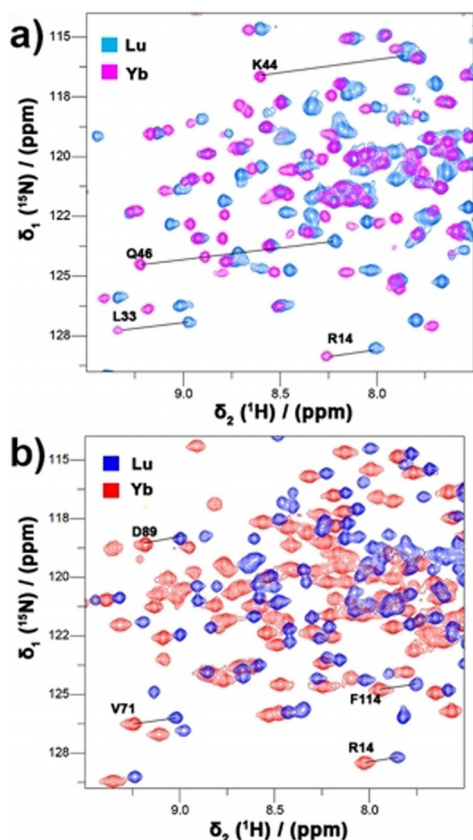 a)
115
Lu
Yb
K44
118
120
122
Q46
125
L33
R14
128
9.0
8.5
8.0
δ₁ (¹⁵N) / (ppm)
δ₂ (¹H) / (ppm)
b)
115
Lu
Yb
118
D89
120
122
125
F114
V71
R14
128
9.0
8.5
8.0
δ₁ (¹⁵N) / (ppm)
δ₂ (¹H) / (ppm)